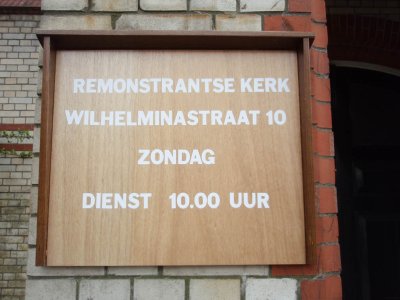 REMONSTRANTSE KERK
WILHELMINASTRAAT 10
ZONDAG
DIENST 10.00 UUR